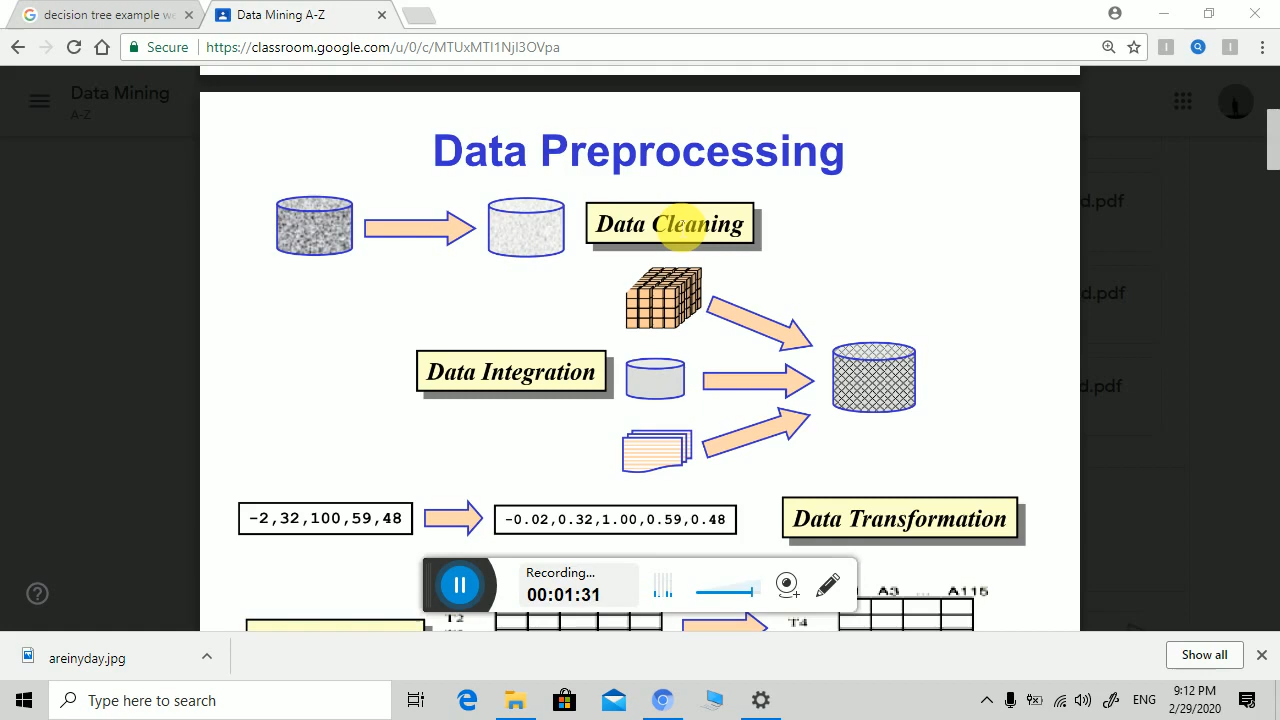 decision tree example we
Data Mining A-Z
Secure
https://classroom.google.com/u/0/c/MTUxMTI1NjI3OVpa
Data Mining
A-Z
Data Preprocessing
Data Cleaning
d.pdf
Data Integration
d.pdf
d.pdf
-2,32,100,59,48
-0.02,0.32,1.00,0.59,0.48
Data Transformation
Recording...
00:01:31
A3 ... A115
T2
T4
areinyday.jpg
Show all
Type here to search
ENG
9:12 PM
2/29/2020